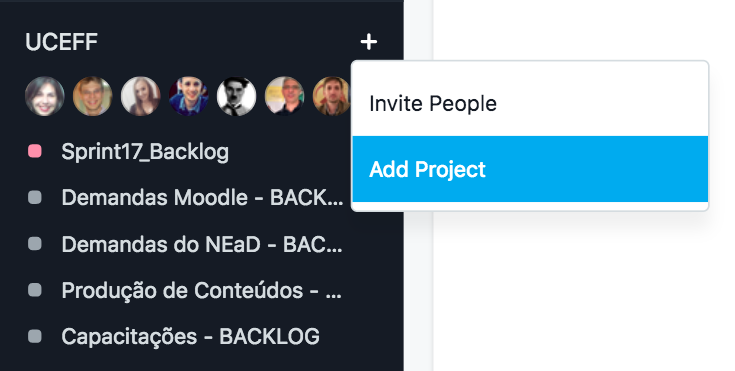 UCEFF
Invite People
Add Project
Sprint17_Backlog
Demandas Moodle - BACK...
Demandas do NEaD - BAC...
Produção de Conteúdos - ...
Capacitações - BACKLOG